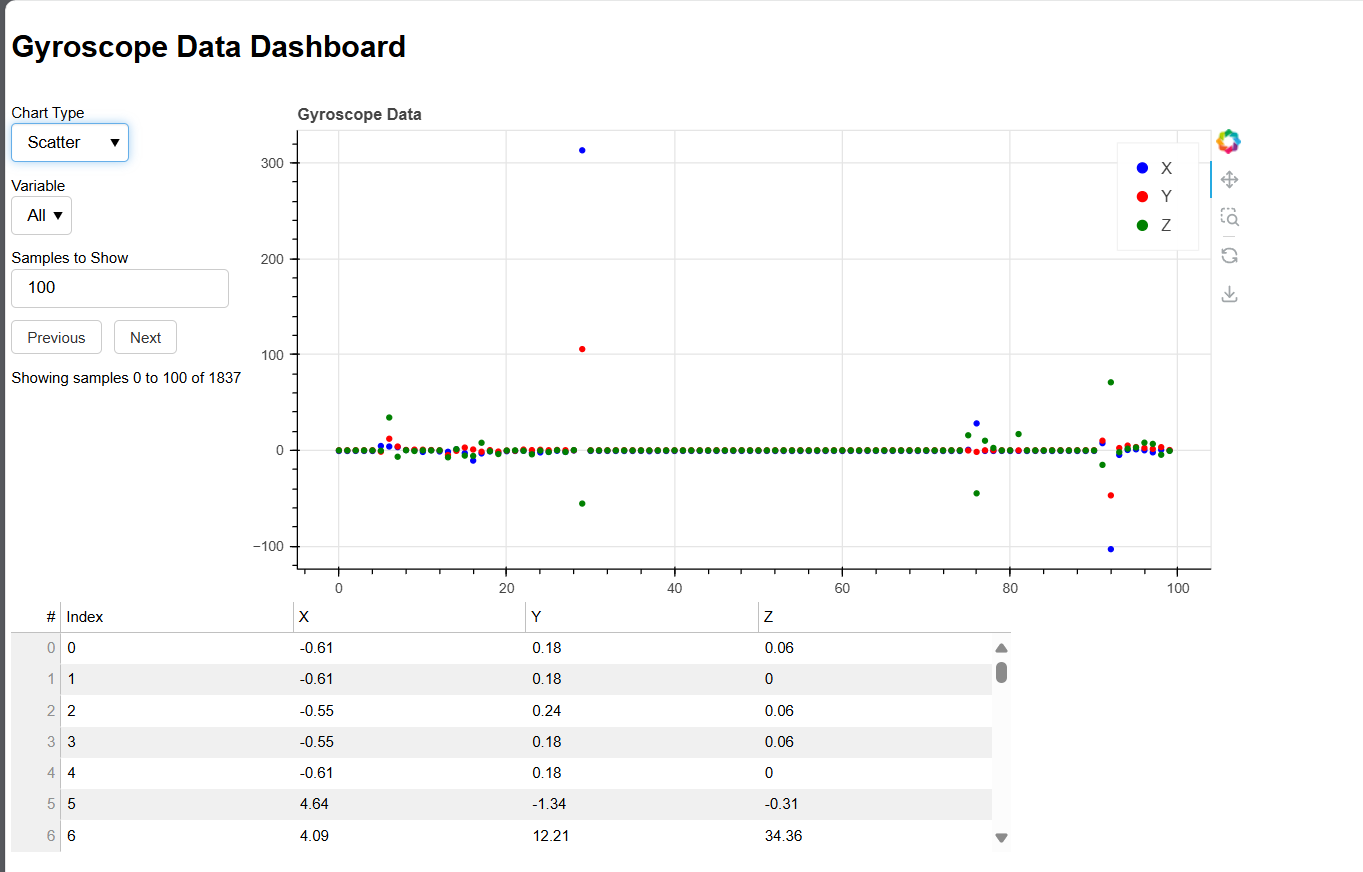 Gyroscope Data Dashboard
Chart Type
Scatter
Variable
All
Samples to Show
100
Previous Next
Showing samples 0 to 100 of 1837
Gyroscope Data
300
200
100
0
−100
0 20 40 60 80 100
X
Y
Z
# Index X Y Z
0 0 -0.61 0.18 0.06
1 1 -0.61 0.18 0
2 2 -0.55 0.24 0.06
3 3 -0.55 0.18 0.06
4 4 -0.61 0.18 0
5 5 4.64 -1.34 -0.31
6 6 4.09 12.21 34.36